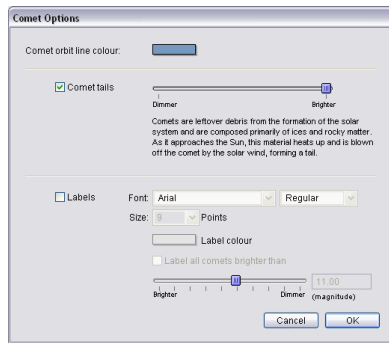 Comet Options
Comet orbit line colour:
Comet tails
Dimmer Brighter
Comets are leftover debris from the formation of the solar
system and are composed primarily of ices and rocky matter.
As it approaches the Sun, this material heats up and is blown
off the comet by the solar wind, forming a tail.
Labels Font: Arial Regular
Size: 9 Points
Label colour
Label all comets brighter than
11.00
Brighter Dimmer (magnitude)
Cancel OK